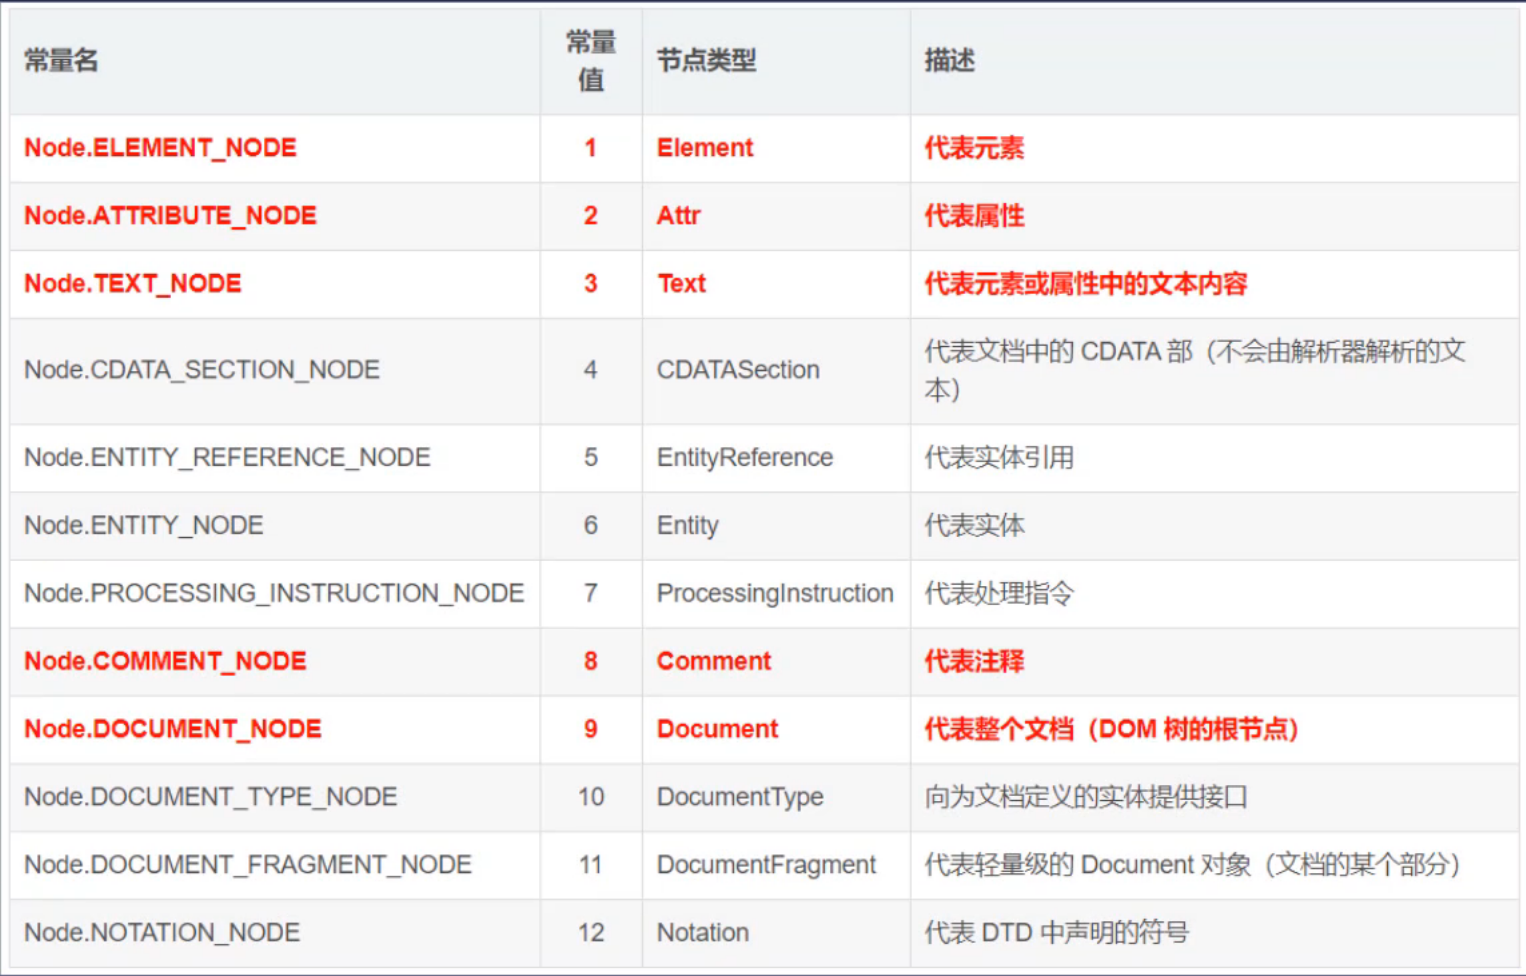 常量名 常量值 节点类型 描述
Node.ELEMENT_NODE 1 Element 代表元素
Node.ATTRIBUTE_NODE 2 Attr 代表属性
Node.TEXT_NODE 3 Text 代表元素或属性中的文本内容
Node.CDATA_SECTION_NODE 4 CDATASection 代表文档中的 CDATA 部（不会由解析器解析的文
本）
Node.ENTITY_REFERENCE_NODE 5 EntityReference 代表实体引用
Node.ENTITY_NODE 6 Entity 代表实体
Node.PROCESSING_INSTRUCTION_NODE 7 ProcessingInstruction 代表处理指令
Node.COMMENT_NODE 8 Comment 代表注释
Node.DOCUMENT_NODE 9 Document 代表整个文档（DOM 树的根节点）
Node.DOCUMENT_TYPE_NODE 10 DocumentType 向为文档定义的实体提供接口
Node.DOCUMENT_FRAGMENT_NODE 11 DocumentFragment 代表轻量级的 Document 对象（文档的某个部分）
Node.NOTATION_NODE 12 Notation 代表 DTD 中声明的符号